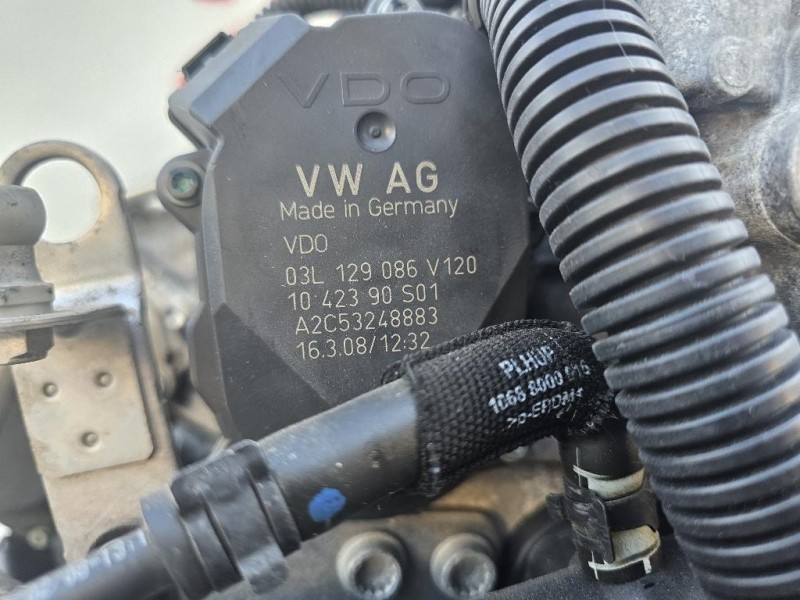 VDO
VW AG
Made in Germany
VDO
03L 129 086 V120
10 423 90 S01
A2C53248883
16.3.08/12:32
PLHUP